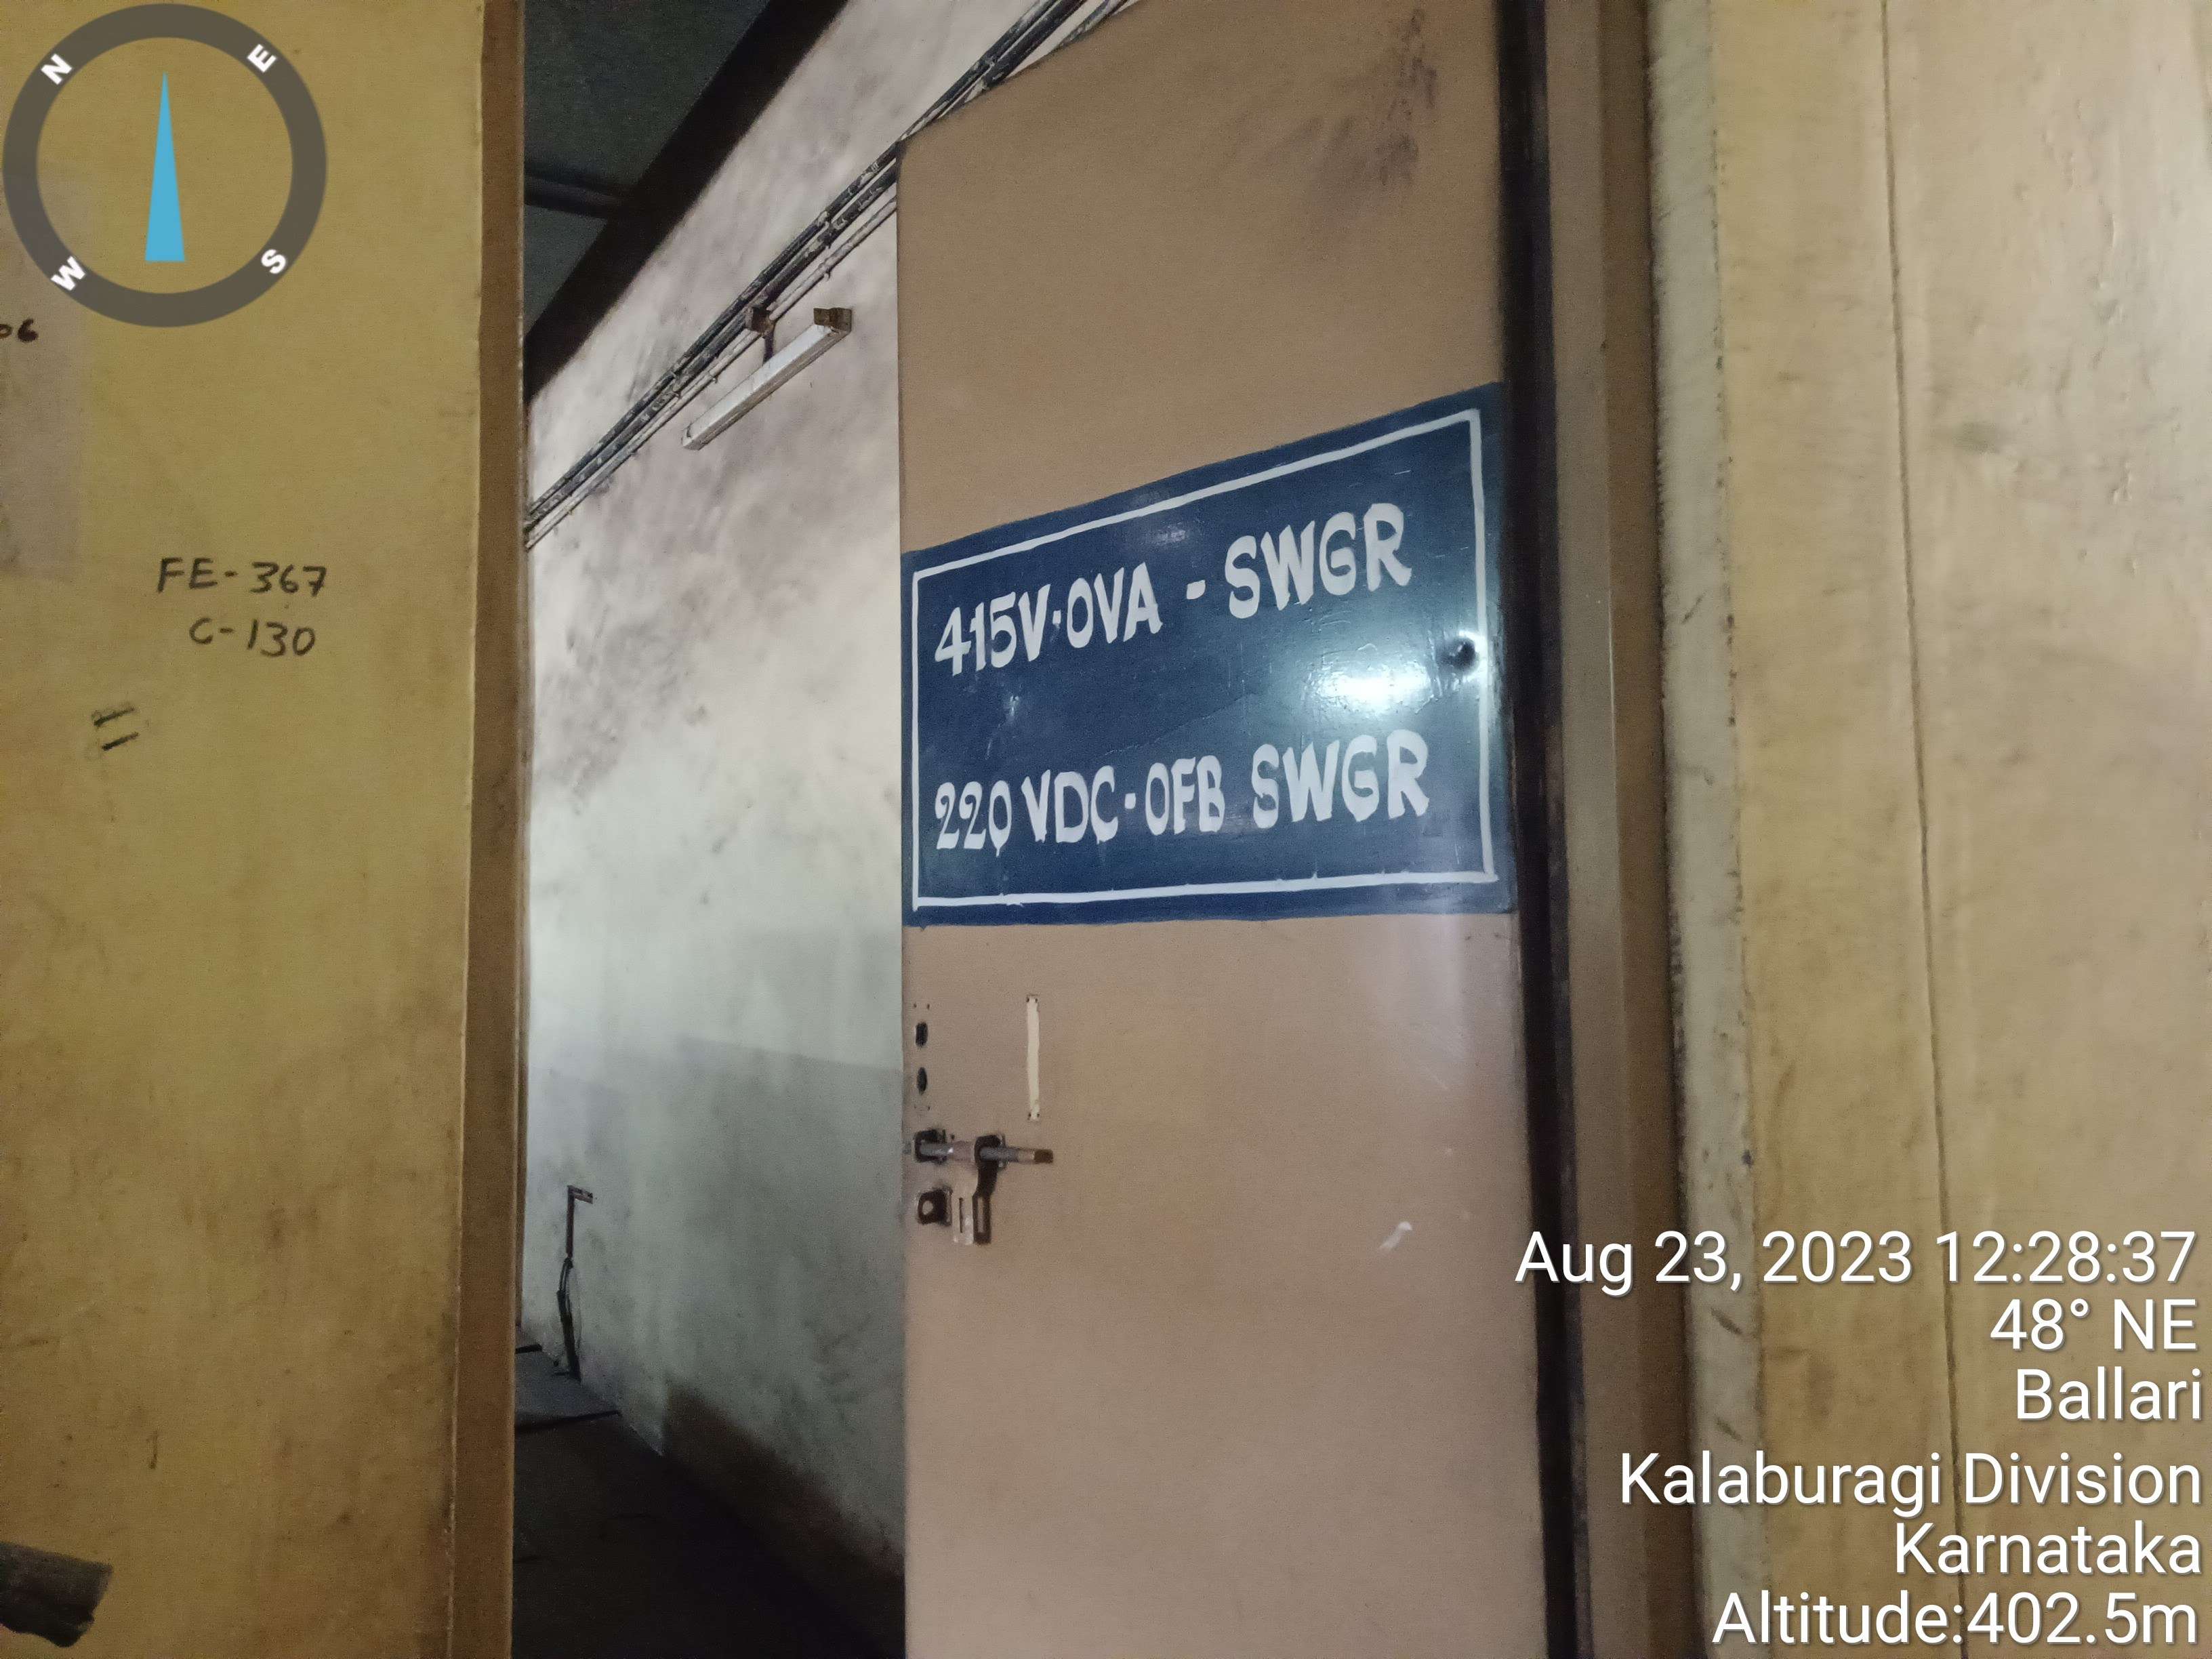 N
E
W
S
06
FE-367
C-130
415V·OVA - SWGR
220 VDC·OFB SWGR
Aug 23, 2023 12:28:37
48° NE
Ballari
Kalaburagi Division
Karnataka
Altitude:402.5m